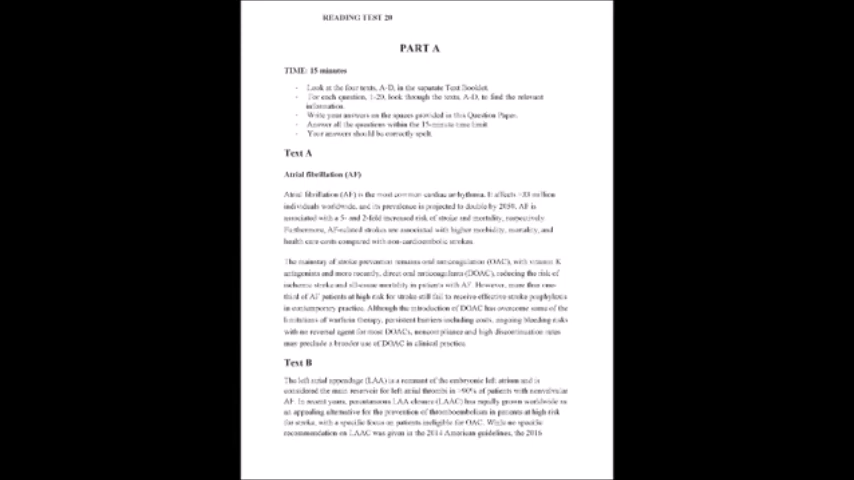 READING TEST 20
PART A
TIME: 15 minutes
- Look at the four texts, A-D, in the separate Text Booklet.
- For each question, 1-20, look through the texts, A-D, to find the relevant
information.
- Write your answers on the spaces provided in this Question Paper.
- Answer all the questions within the 15-minute time limit
- Your answers should be correctly spelt.
Text A
Atrial fibrillation (AF)
Atrial fibrillation (AF) is the most common cardiac arrhythmia. It affects >33 million
individuals worldwide, and its prevalence is projected to double by 2050. AF is
associated with a 5- and 2-fold increased risk of stroke and mortality, respectively
Furthermore, AF-related strokes are associated with higher morbidity, mortality, and
health care costs compared with non-cardioembolic strokes.
The mainstay of stroke prevention remains oral anticoagulation (OAC), with vitamin K
antagonists and more recently, direct oral anticoagulants (DOAC), reducing the risk of
ischemic stroke and all-cause mortality in patients with AF. However, more than one-
third of AF patients at high risk for stroke still fail to receive effective stroke prophylaxis
in contemporary practice. Although the introduction of DOAC has overcome some of the
limitations of warfarin therapy, persistent barriers including costs, ongoing bleeding risks
with no reversal agent for most DOACs, noncompliance and high discontinuation rates
may preclude a broader use of DOAC in clinical practice.
Text B
The left atrial appendage (LAA) is a remnant of the embryonic left atrium and is
considered the main reservoir for left atrial thrombi in >90% of patients with nonvalvular
AF. In recent years, percutaneous LAA closure (LAAC) has rapidly grown worldwide as
an appealing alternative for the prevention of thromboembolism in patients at high risk
for stroke, with a specific focus on patients ineligible for OAC. While no specific
recommendation on LAAC was given in the 2014 American guidelines, the 2016